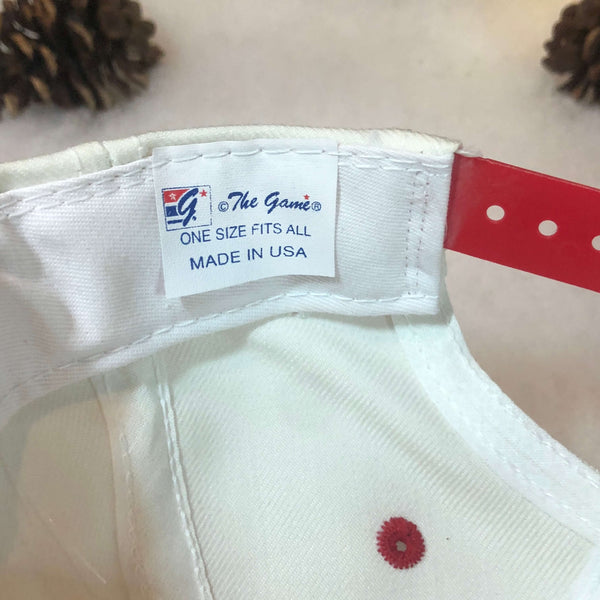 G. ©The Game®
ONE SIZE FITS ALL
MADE IN USA